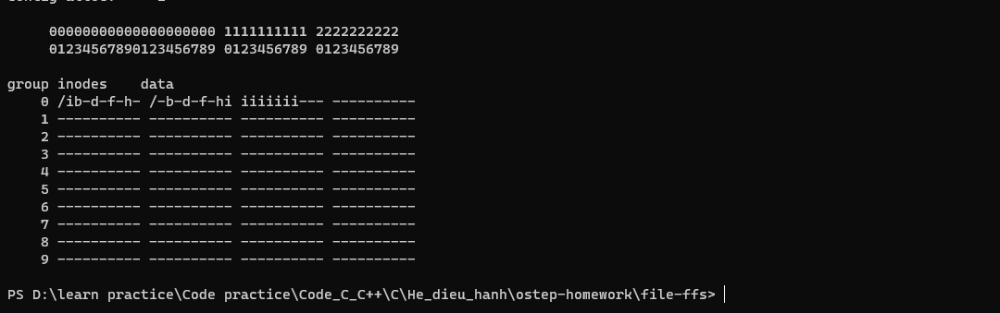 00000000000000000000 1111111111 2222222222
01234567890123456789 0123456789 0123456789
group inodes    data
    0 /ib-d-f-h- /-b-d-f-hi iiiiiii--- ----------
    1 ---------- ---------- ---------- ----------
    2 ---------- ---------- ---------- ----------
    3 ---------- ---------- ---------- ----------
    4 ---------- ---------- ---------- ----------
    5 ---------- ---------- ---------- ----------
    6 ---------- ---------- ---------- ----------
    7 ---------- ---------- ---------- ----------
    8 ---------- ---------- ---------- ----------
    9 ---------- ---------- ---------- ----------
PS D:\learn practice\Code practice\Code_C_C++\C\He_dieu_hanh\ostep-homework\file-ffs>